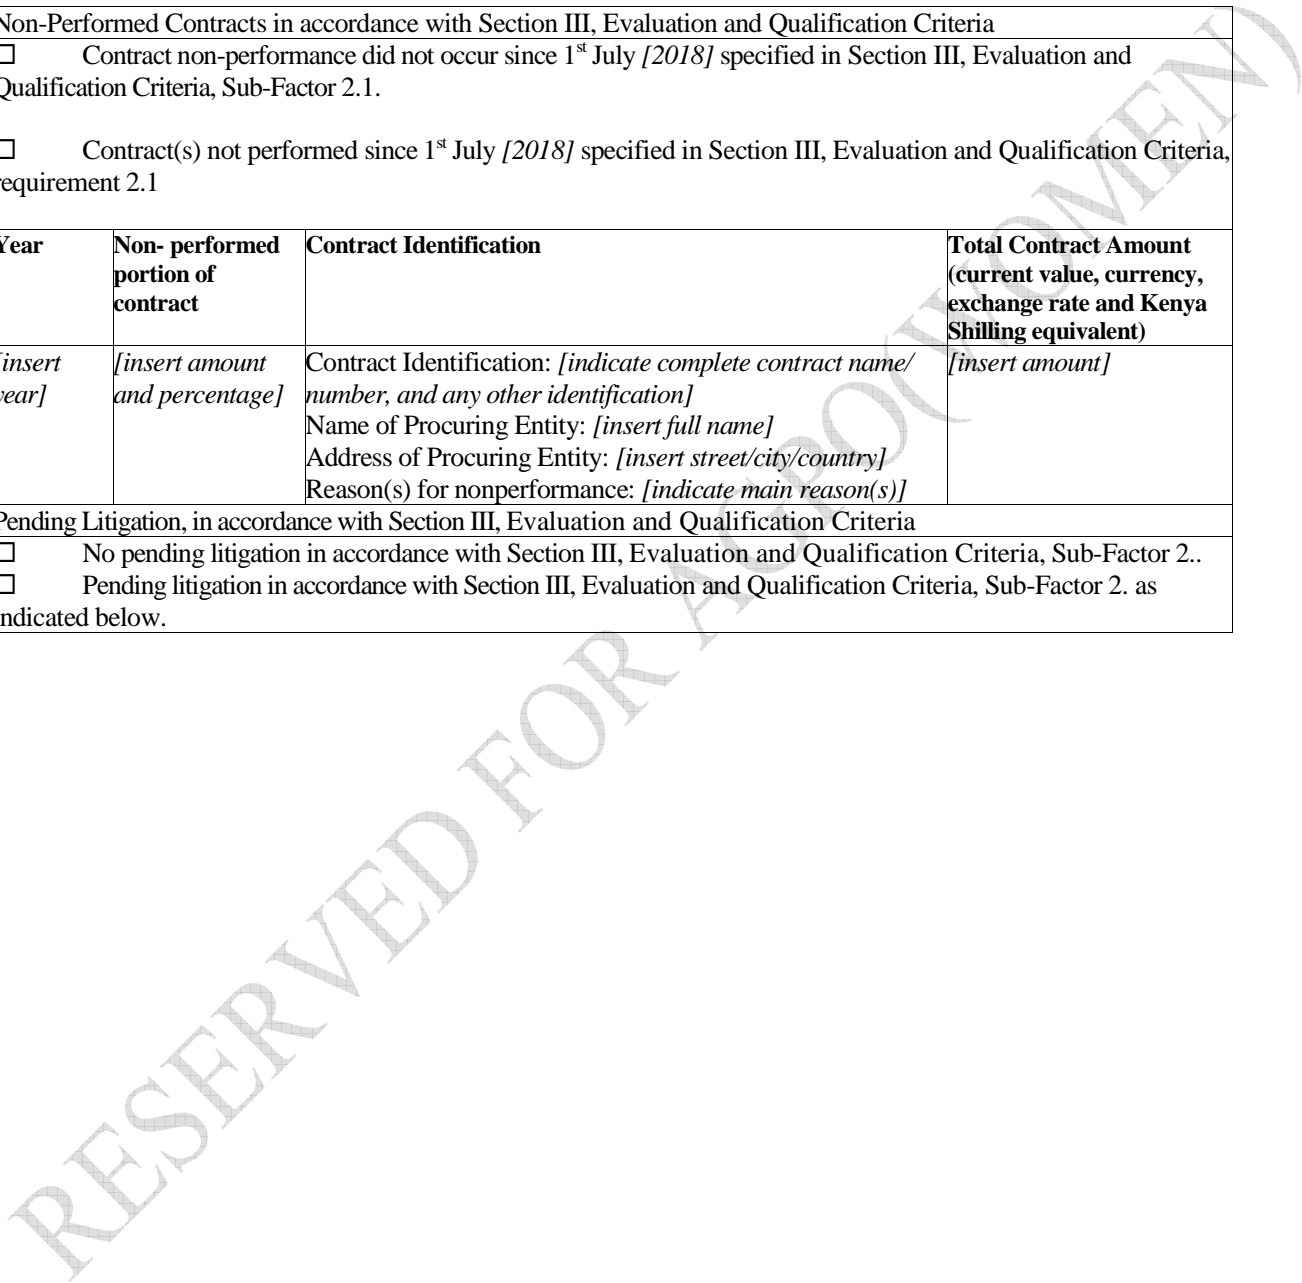 Non-Performed Contracts in accordance with Section III, Evaluation and Qualification Criteria
☐ Contract non-performance did not occur since 1st July [2018] specified in Section III, Evaluation and
Qualification Criteria, Sub-Factor 2.1.
☐ Contract(s) not performed since 1st July [2018] specified in Section III, Evaluation and Qualification Criteria,
requirement 2.1
Year
Non- performed
portion of
contract
Contract Identification
Total Contract Amount
(current value, currency,
exchange rate and Kenya
Shilling equivalent)
[insert
year]
[insert amount
and percentage]
Contract Identification: [indicate complete contract name/
number, and any other identification]
Name of Procuring Entity: [insert full name]
Address of Procuring Entity: [insert street/city/country]
Reason(s) for nonperformance: [indicate main reason(s)]
[insert amount]
Pending Litigation, in accordance with Section III, Evaluation and Qualification Criteria
☐ No pending litigation in accordance with Section III, Evaluation and Qualification Criteria, Sub-Factor 2..
☐ Pending litigation in accordance with Section III, Evaluation and Qualification Criteria, Sub-Factor 2. as
indicated below.
RESERVED FOR AGPO(WOMEN)